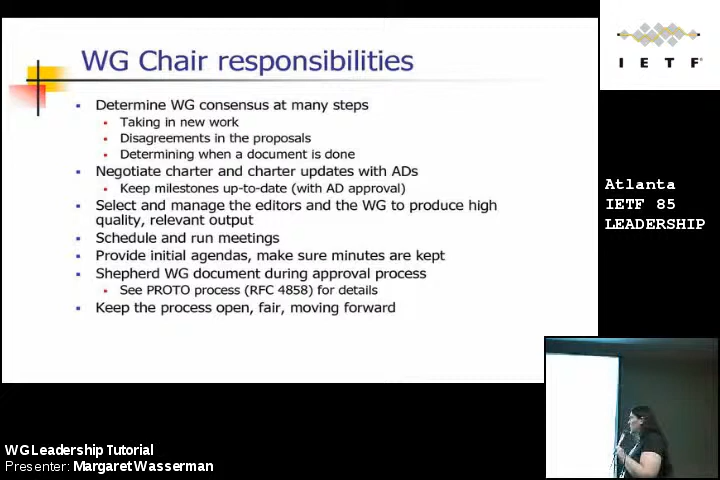 WG Chair responsibilities
Determine WG consensus at many steps
Taking in new work
Disagreements in the proposals
Determining when a document is done
Negotiate charter and charter updates with ADs
Keep milestones up-to-date (with AD approval)
Select and manage the editors and the WG to produce high
quality, relevant output
Schedule and run meetings
Provide initial agendas, make sure minutes are kept
Shepherd WG document during approval process
See PROTO process (RFC 4858) for details
Keep the process open, fair, moving forward
I E T F
Atlanta
IETF 85
LEADERSHIP
WG Leadership Tutorial
Presenter: Margaret Wasserman